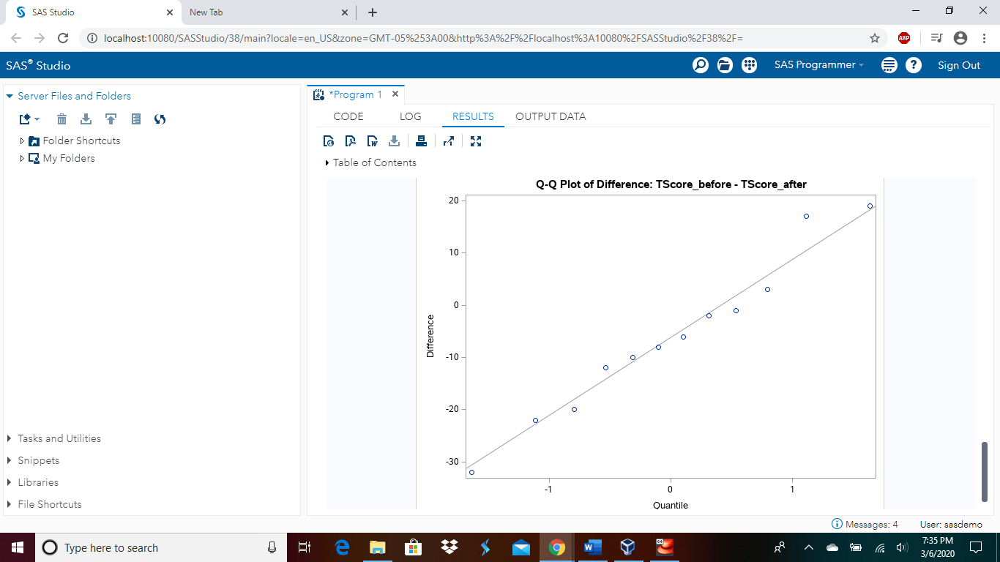 SAS Studio
New Tab
localhost:10080/SASStudio/38/main?locale=en_US&zone=GMT-05%253A00&http%3A%2F%2Flocalhost%3A10080%2FSASStudio%2F38%2F=
ABP
SAS® Studio
SAS Programmer
Sign Out
Server Files and Folders
Folder Shortcuts
My Folders
Tasks and Utilities
Snippets
Libraries
File Shortcuts
*Program 1
CODE LOG RESULTS OUTPUT DATA
Table of Contents
Q-Q Plot of Difference: TScore_before - TScore_after
20
10
0
-10
-20
-30
Difference
-1 0 1
Quantile
Messages: 4 User: sasdemo
Type here to search
7:35 PM
3/6/2020